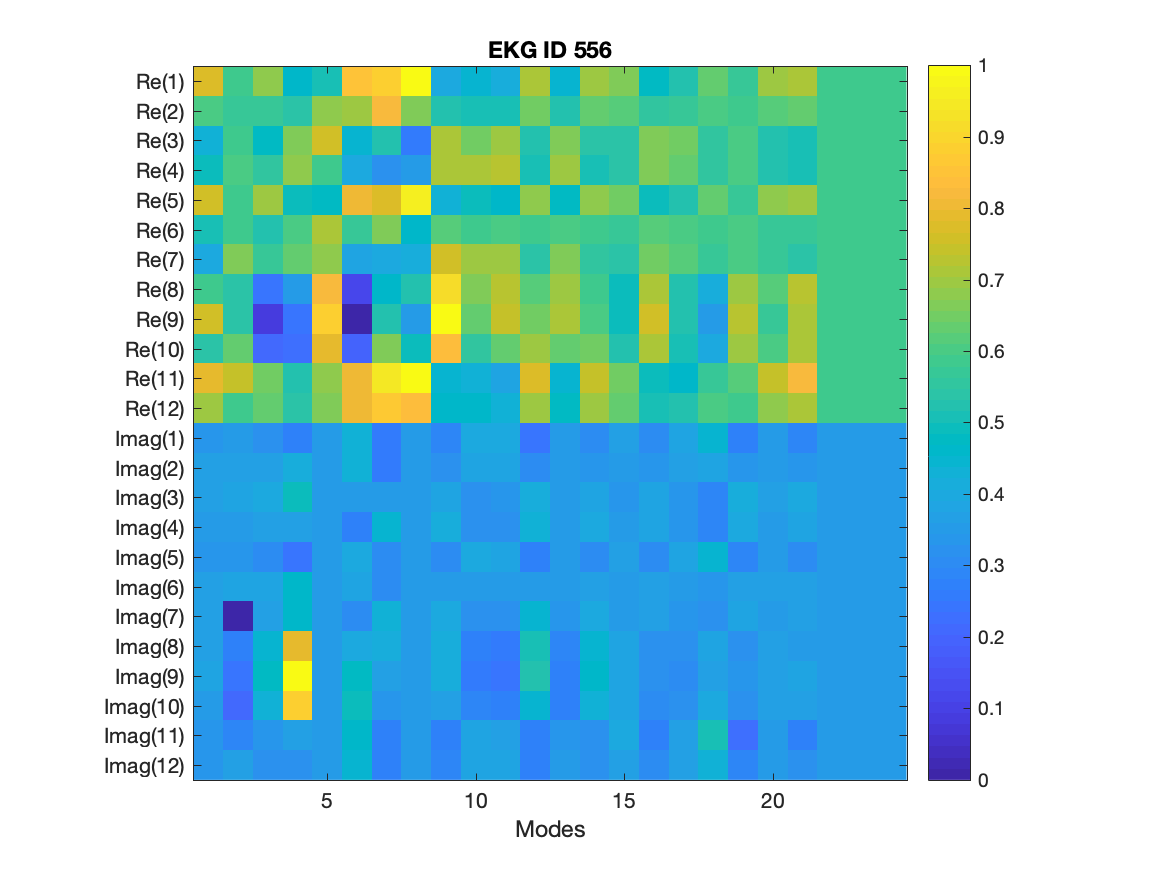 EKG ID 556
Re(1)
Re(2)
Re(3)
Re(4)
Re(5)
Re(6)
Re(7)
Re(8)
Re(9)
Re(10)
Re(11)
Re(12)
Imag(1)
Imag(2)
Imag(3)
Imag(4)
Imag(5)
Imag(6)
Imag(7)
Imag(8)
Imag(9)
Imag(10)
Imag(11)
Imag(12)
5 10 15 20
Modes
1
0.9
0.8
0.7
0.6
0.5
0.4
0.3
0.2
0.1
0